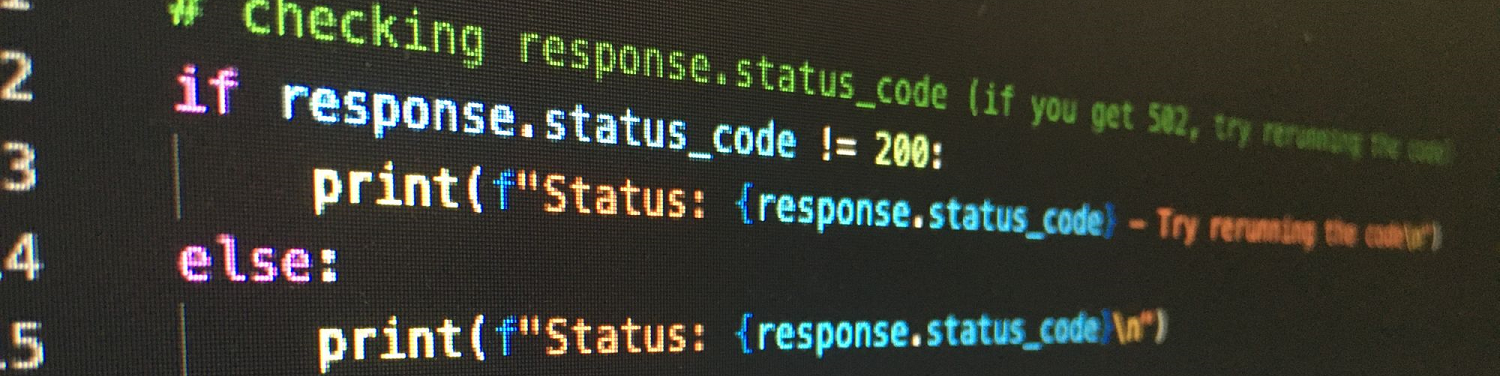 1 # checking response.status_code (if you get 502, try rerunning the code)
2 if response.status_code != 200:
3     print(f"Status: {response.status_code} – Try rerunning the code\n")
.4 else:
.5     print(f"Status: {response.status_code}\n")